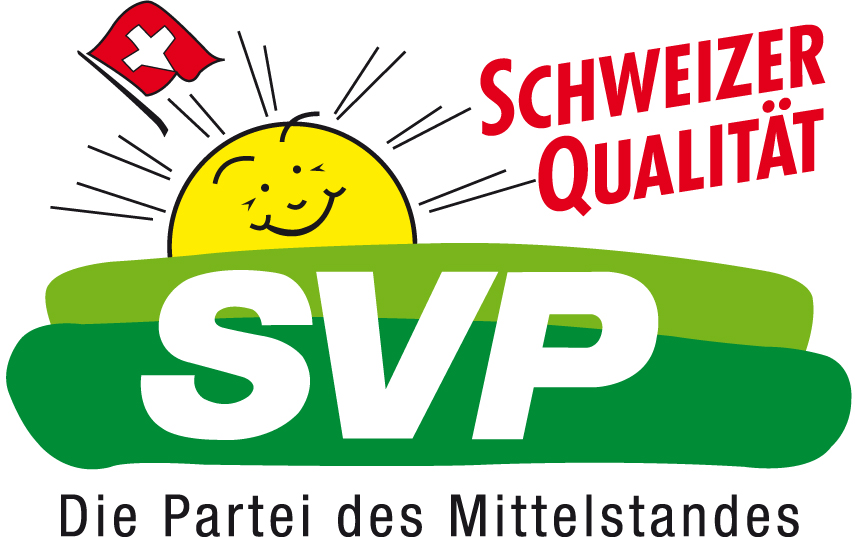 SCHWEIZER
QUALITÄT
SVP
Die Partei des Mittelstandes